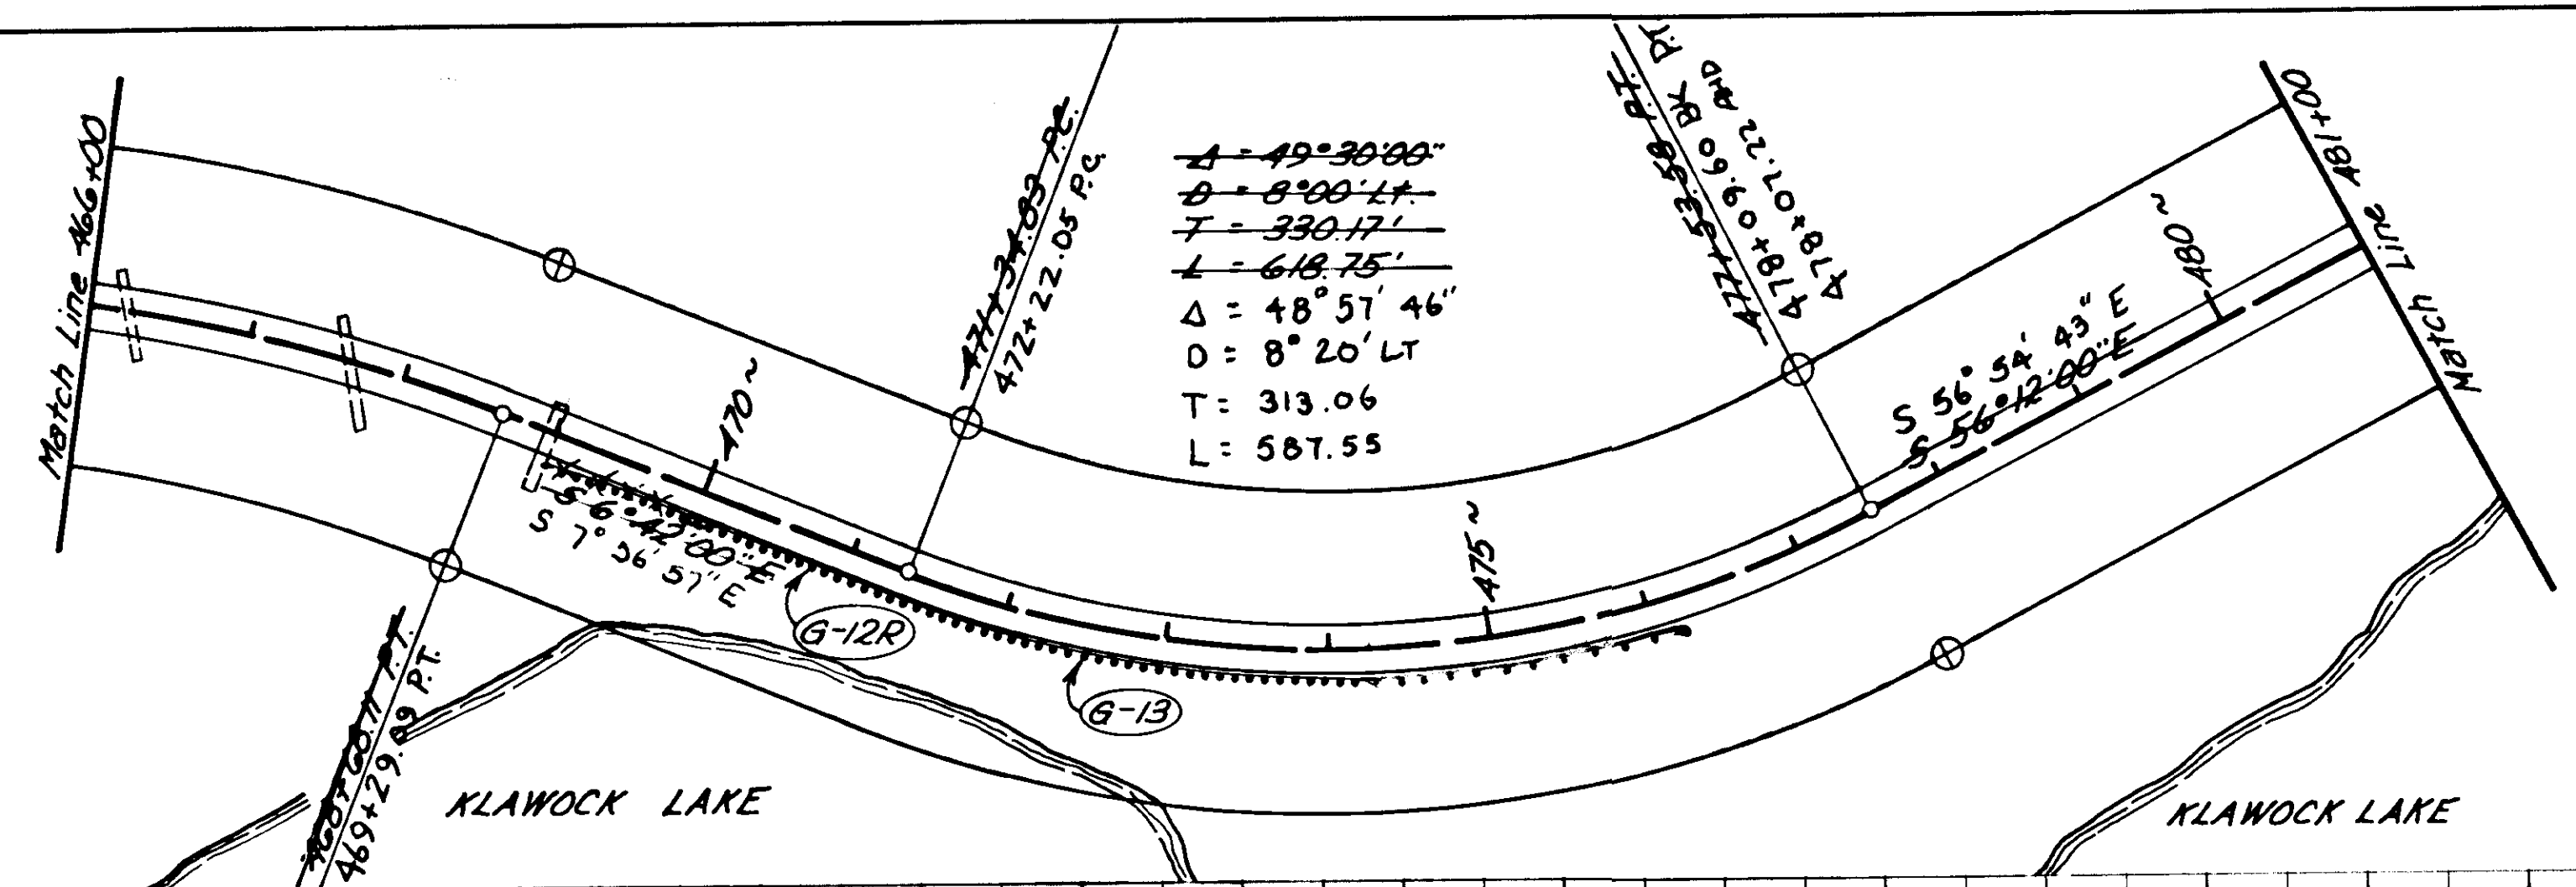 Match Line 466+00
471+34.83 P.C.
472+22.05 P.C.
Δ = 49°30'00"
D = 8°00' LT.
T = 330.17'
L = 618.75'
Δ = 48° 57' 46"
D = 8° 20' LT
T = 313.06
L = 587.55
477+53.58 P.T.
478+09.60 BK P.T.
478+07.22 AHD
Match Line 481+00
480 ~
S 56° 54' 43" E
S 56°12'00" E
470 ~
475 ~
S 6°42'00" E
S 7° 56' 57" E
G-12R
G-13
P.T.
469+29.09 P.T.
KLAWOCK LAKE
KLAWOCK LAKE